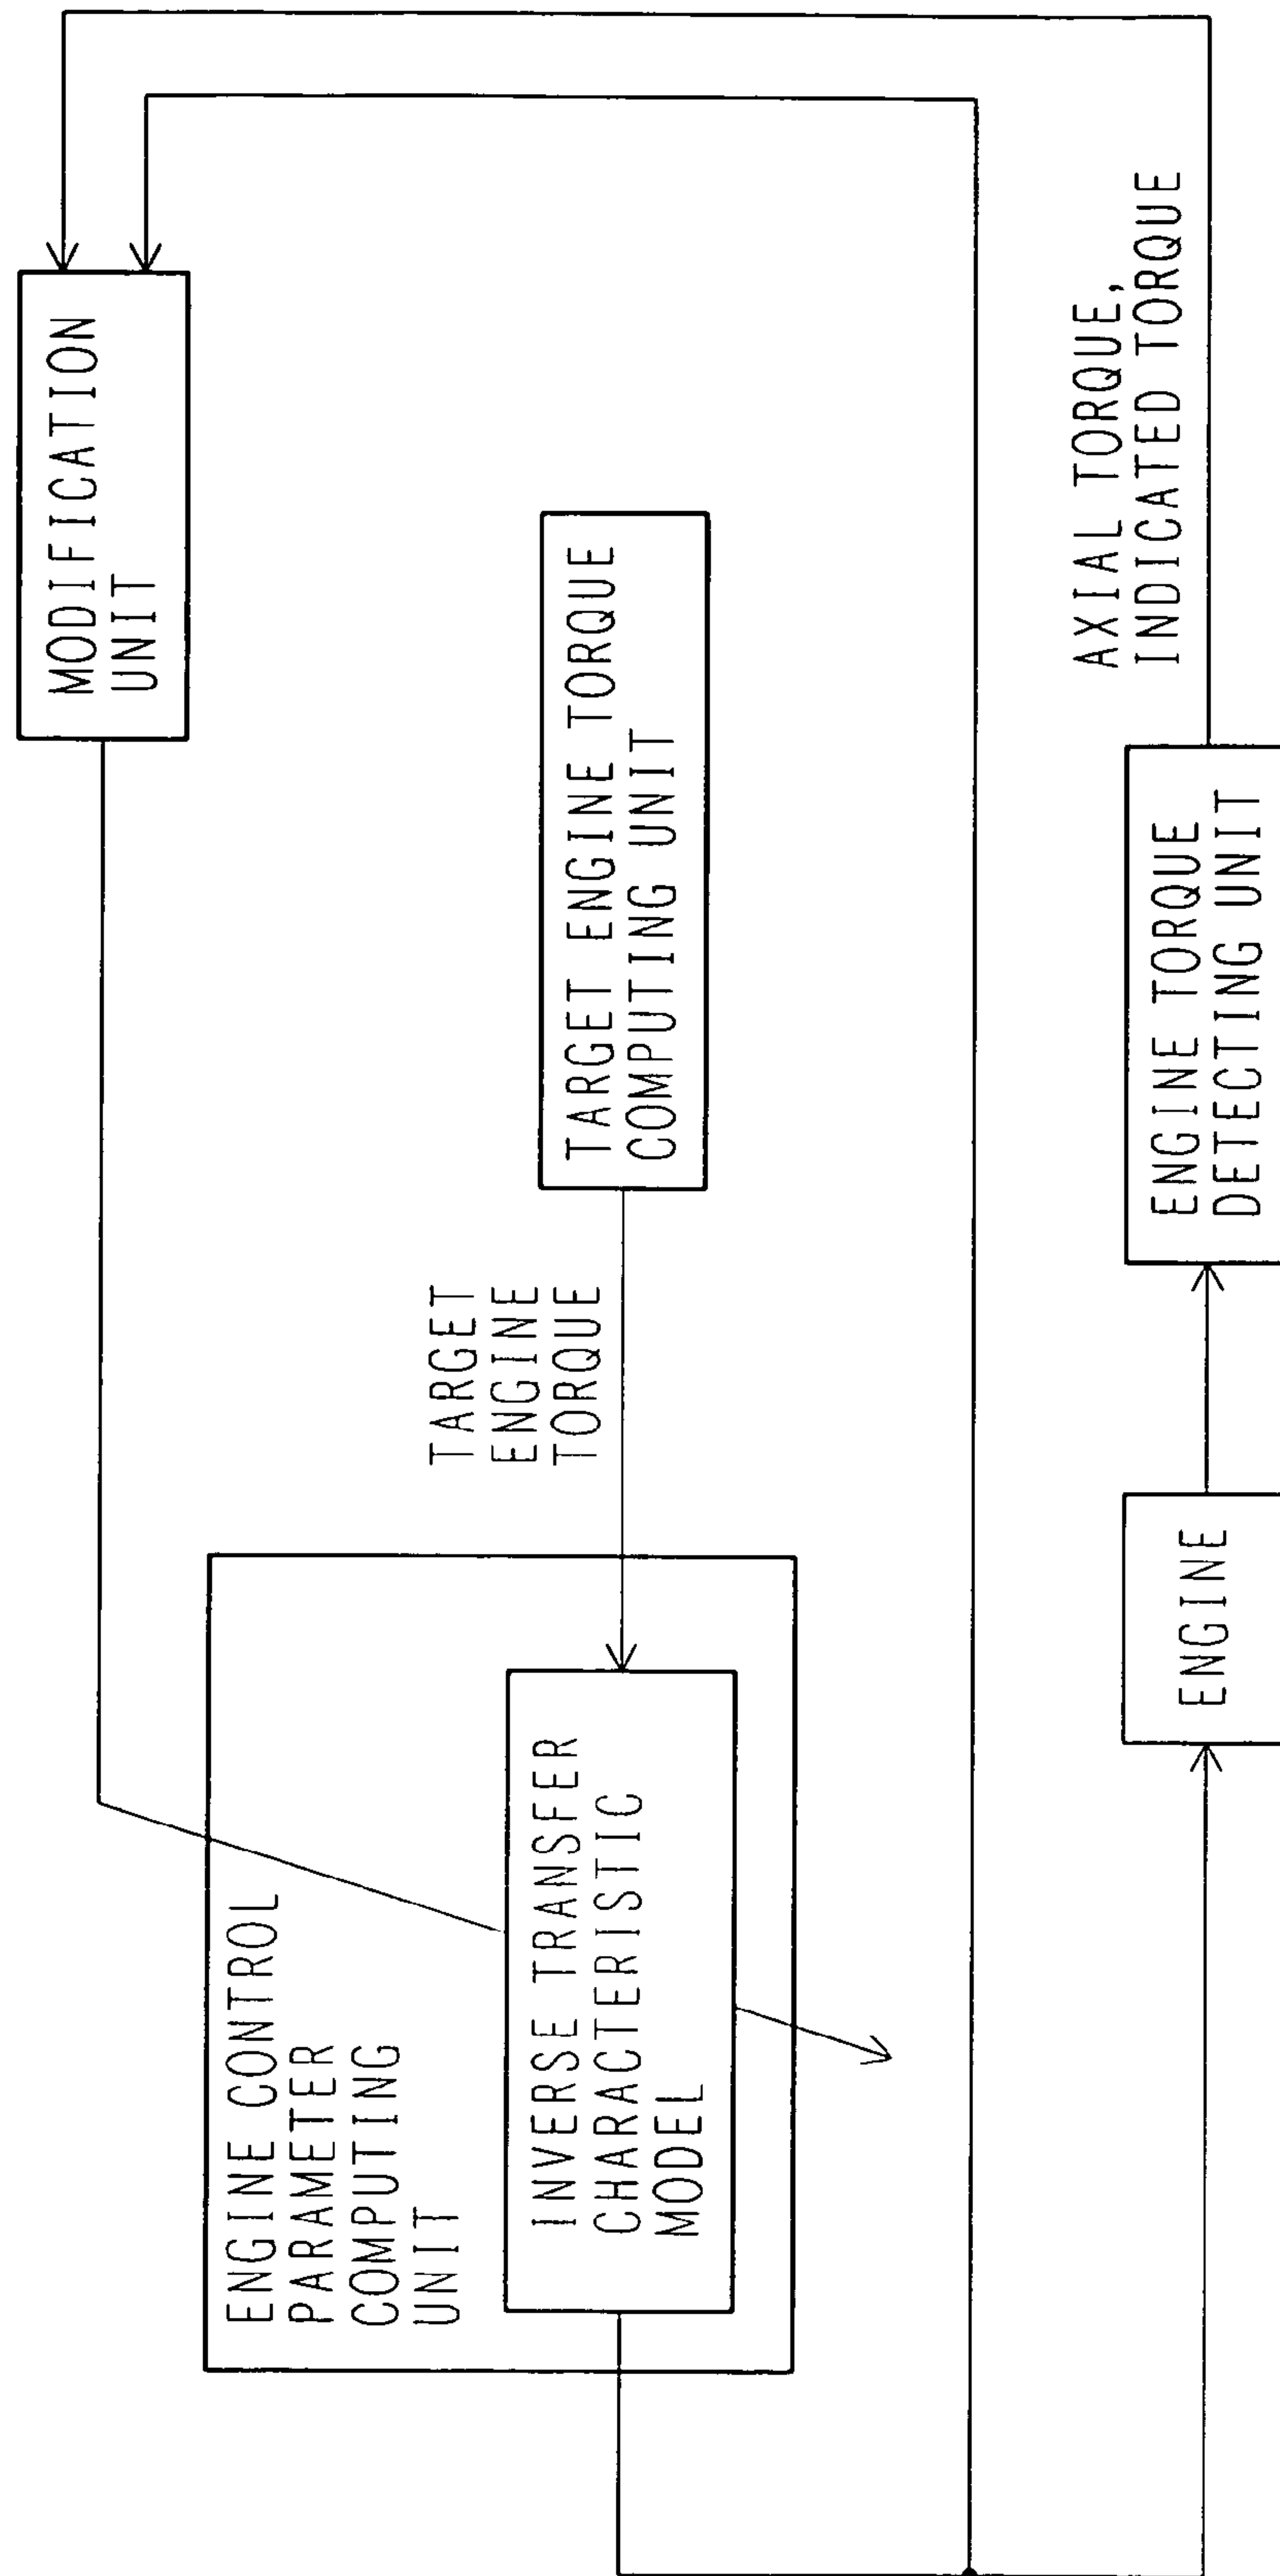 MODIFICATION
UNIT
ENGINE CONTROL
PARAMETER
COMPUTING
UNIT
TARGET
ENGINE
TORQUE
INVERSE TRANSFER
CHARACTERISTIC
MODEL
TARGET ENGINE TORQUE
COMPUTING UNIT
AXIAL TORQUE,
INDICATED TORQUE
ENGINE
ENGINE TORQUE
DETECTING UNIT